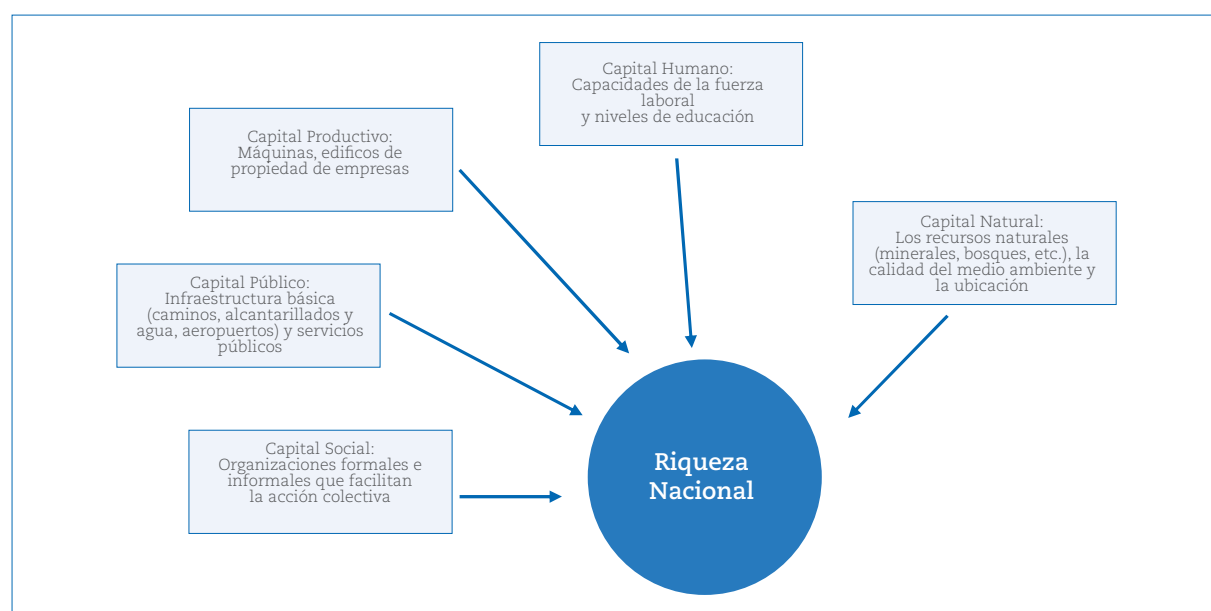 Capital Humano:
Capacidades de la fuerza
laboral
y niveles de educación
Capital Productivo:
Máquinas, edificos de
propiedad de empresas
Capital Natural:
Los recursos naturales
(minerales, bosques, etc.), la
calidad del medio ambiente y
la ubicación
Capital Público:
Infraestructura básica
(caminos, alcantarillados y
agua, aeropuertos) y servicios
públicos
Capital Social:
Organizaciones formales e
informales que facilitan
la acción colectiva
Riqueza
Nacional